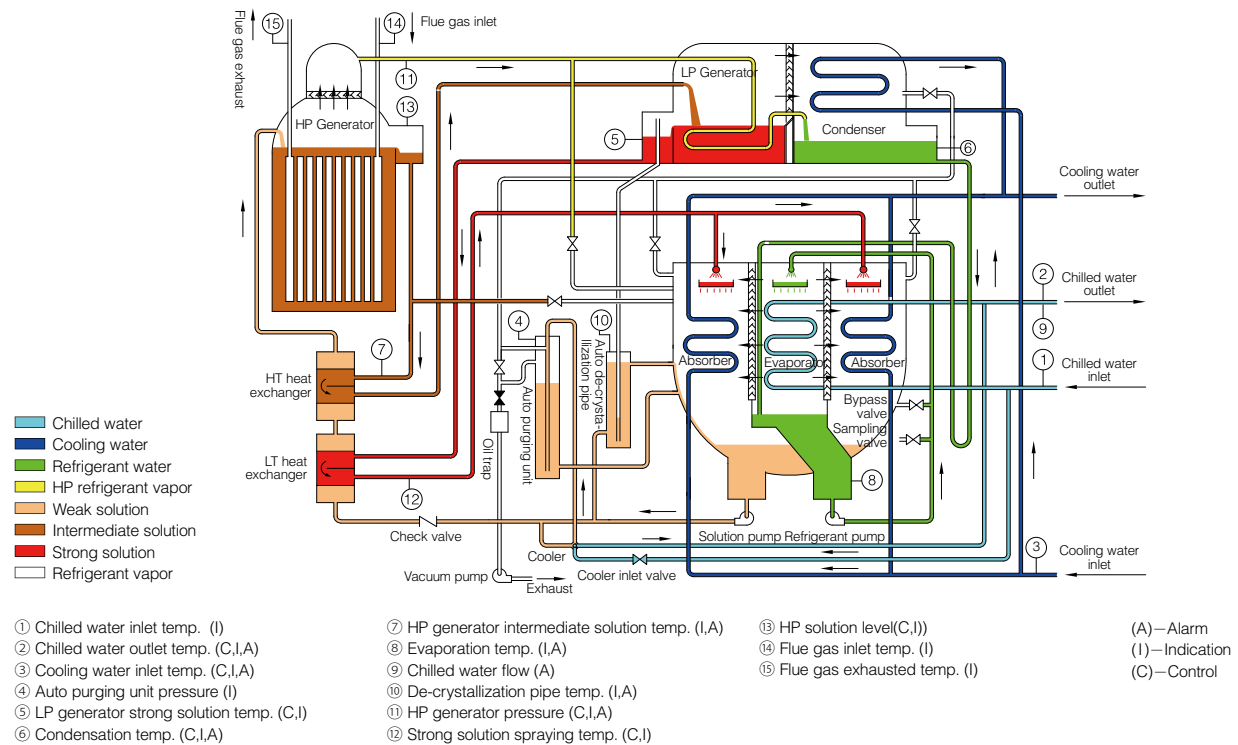 Flue gas exhaust
15
14
Flue gas inlet
11
13
HP Generator
LP Generator
Condenser
5
6
Cooling water
outlet
2
Chilled water
outlet
9
1
Chilled water
inlet
4
10
Auto de-crysta-
llization pipe
Absorber
Evaporator
Absorber
7
HT heat
exchanger
Bypass
valve
Sampling
valve
Auto purging unit
Oil trap
LT heat
exchanger
12
8
Check valve
Solution pump
Refrigerant pump
Cooler
3
Cooling water
inlet
Vacuum pump
Exhaust
Cooler inlet valve
Chilled water
Cooling water
Refrigerant water
HP refrigerant vapor
Weak solution
Intermediate solution
Strong solution
Refrigerant vapor
① Chilled water inlet temp. (I)
② Chilled water outlet temp. (C,I,A)
③ Cooling water inlet temp. (C,I,A)
④ Auto purging unit pressure (I)
⑤ LP generator strong solution temp. (C,I)
⑥ Condensation temp. (C,I,A)
⑦ HP generator intermediate solution temp. (I,A)
⑧ Evaporation temp. (I,A)
⑨ Chilled water flow (A)
⑩ De-crystallization pipe temp. (I,A)
⑪ HP generator pressure (C,I,A)
⑫ Strong solution spraying temp. (C,I)
⑬ HP solution level(C,I))
⑭ Flue gas inlet temp. (I)
⑮ Flue gas exhausted temp. (I)
(A)—Alarm
(I)—Indication
(C)—Control